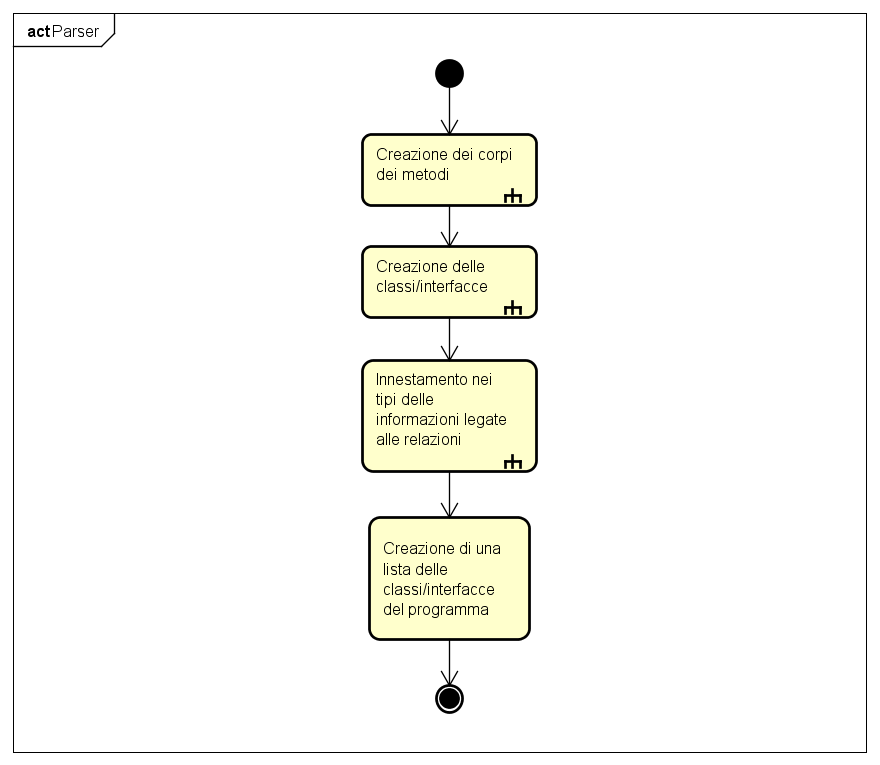 act Parser
Creazione dei corpi
dei metodi
Creazione delle
classi/interfacce
Innestamento nei
tipi delle
informazioni legate
alle relazioni
Creazione di una
lista delle
classi/interfacce
del programma